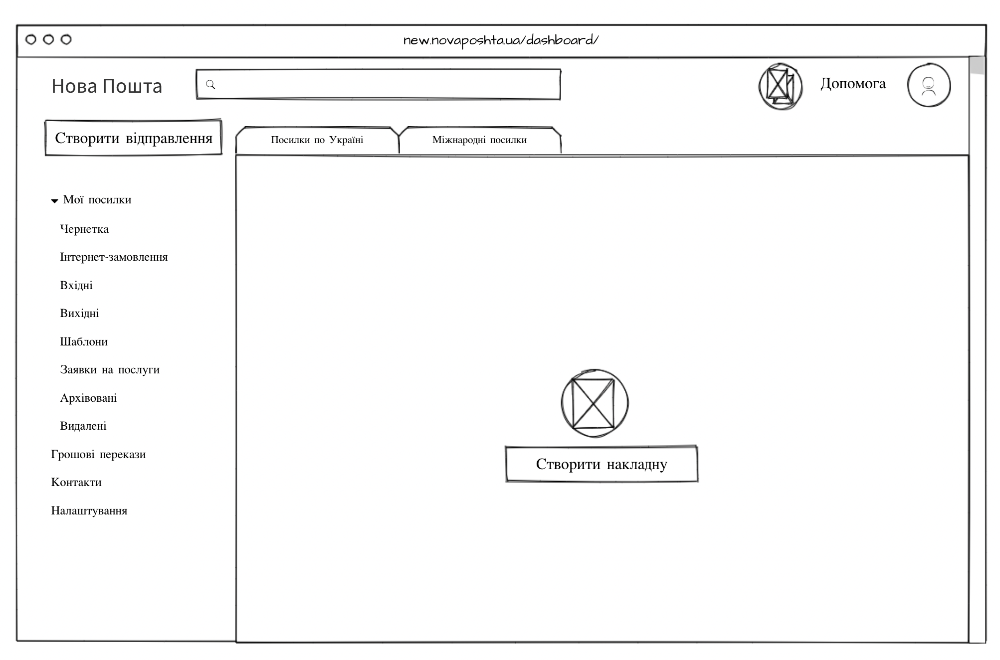 new.novaposhta.ua/dashboard/
Нова Пошта
Допомога
Створити відправлення
Посилки по Україні
Міжнародні посилки
Мої посилки
Чернетка
Інтернет-замовлення
Вхідні
Вихідні
Шаблони
Заявки на послуги
Архівовані
Видалені
Грошові перекази
Контакти
Налаштування
Створити накладну